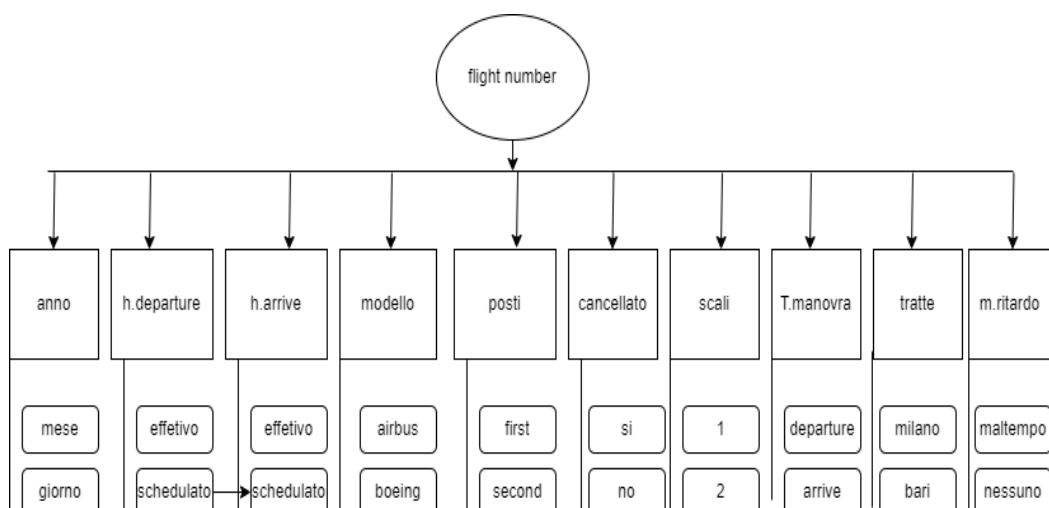 flight number
anno h.departure h.arrive modello posti cancellato scali T.manovra tratte m.ritardo
mese effetivo effetivo airbus first si 1 departure milano maltempo
giorno schedulato schedulato boeing second no 2 arrive bari nessuno